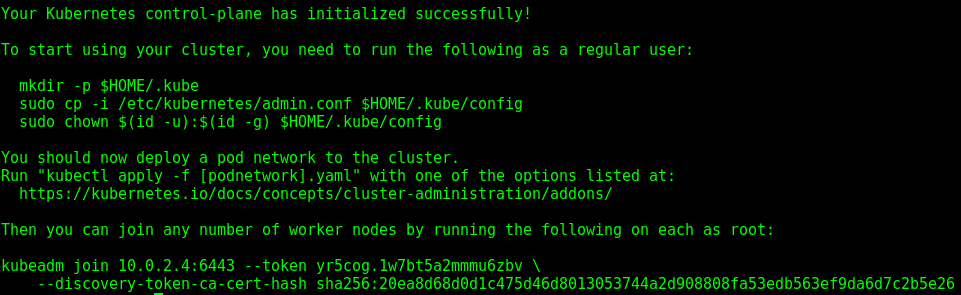 Your Kubernetes control-plane has initialized successfully!
To start using your cluster, you need to run the following as a regular user:
mkdir -p $HOME/.kube
sudo cp -i /etc/kubernetes/admin.conf $HOME/.kube/config
sudo chown $(id -u):$(id -g) $HOME/.kube/config
You should now deploy a pod network to the cluster.
Run "kubectl apply -f [podnetwork].yaml" with one of the options listed at:
https://kubernetes.io/docs/concepts/cluster-administration/addons/
Then you can join any number of worker nodes by running the following on each as root:
kubeadm join 10.0.2.4:6443 --token yr5cog.1w7bt5a2mmmu6zbv \
--discovery-token-ca-cert-hash sha256:20ea8d68d0d1c475d46d8013053744a2d908808fa53edb563ef9da6d7c2b5e26